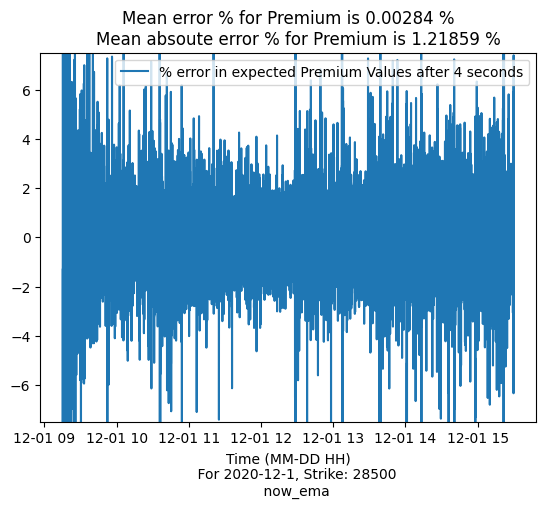 Mean error % for Premium is 0.00284 %
Mean absoute error % for Premium is 1.21859 %
% error in expected Premium Values after 4 seconds
6
4
2
0
−2
−4
−6
12-01 09 12-01 10 12-01 11 12-01 12 12-01 13 12-01 14 12-01 15
Time (MM-DD HH)
For 2020-12-1, Strike: 28500
now_ema